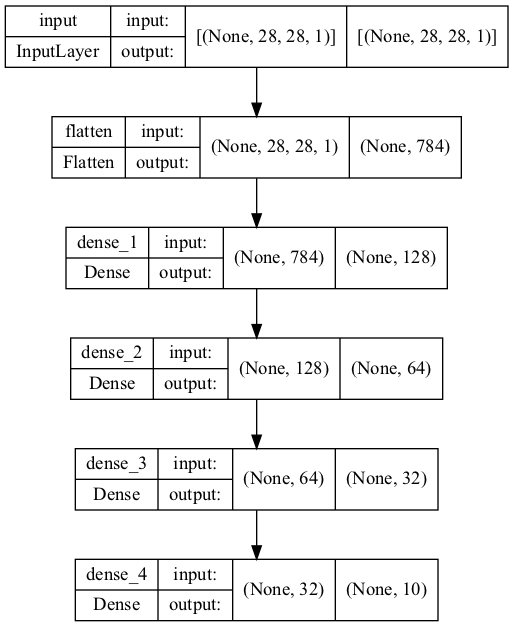 input input: [(None, 28, 28, 1)] [(None, 28, 28, 1)]
InputLayer output:
flatten input: (None, 28, 28, 1) (None, 784)
Flatten output:
dense_1 input: (None, 784) (None, 128)
Dense output:
dense_2 input: (None, 128) (None, 64)
Dense output:
dense_3 input: (None, 64) (None, 32)
Dense output:
dense_4 input: (None, 32) (None, 10)
Dense output: